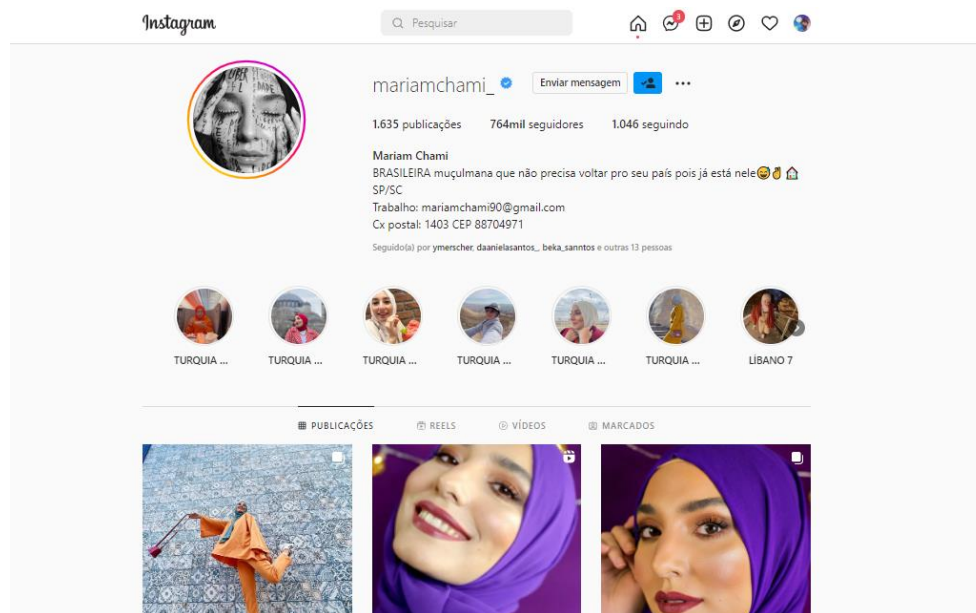 Instagram
Pesquisar
3
mariamchami_
Enviar mensagem
1.635 publicações 764mil seguidores 1.046 seguindo
Mariam Chami
BRASILEIRA muçulmana que não precisa voltar pro seu país pois já está nele😅✌️🏠
SP/SC
Trabalho: mariamchami90@gmail.com
Cx postal: 1403 CEP 88704971
Seguido(a) por ymerscher, daanielasantos_, beka_sanntos e outras 13 pessoas
TURQUIA ... TURQUIA ... TURQUIA ... TURQUIA ... TURQUIA ... TURQUIA ... LÍBANO 7
PUBLICAÇÕES REELS VÍDEOS MARCADOS